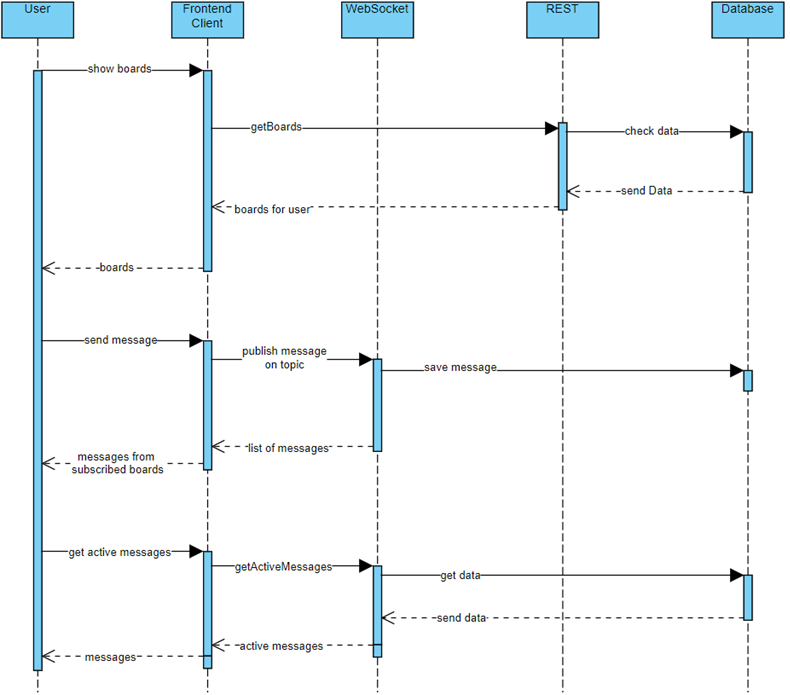 User
Frontend
Client
WebSocket
REST
Database
show boards
getBoards
check data
send Data
boards for user
boards
send message
publish message
on topic
save message
list of messages
messages from
subscribed boards
get active messages
getActiveMessages
get data
send data
active messages
messages